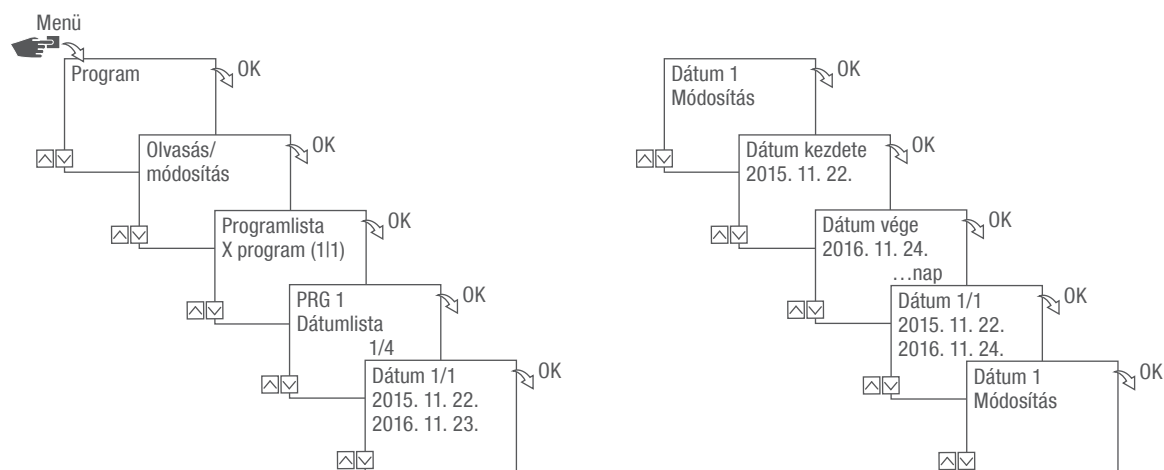 Menü
Program
OK
Olvasás/
módosítás
OK
Programlista
X program (1|1)
OK
PRG 1
Dátumlista
1/4
OK
Dátum 1/1
2015. 11. 22.
2016. 11. 23.
OK
Dátum 1
Módosítás
OK
Dátum kezdete
2015. 11. 22.
OK
Dátum vége
2016. 11. 24.
…nap
OK
Dátum 1/1
2015. 11. 22.
2016. 11. 24.
OK
Dátum 1
Módosítás
OK